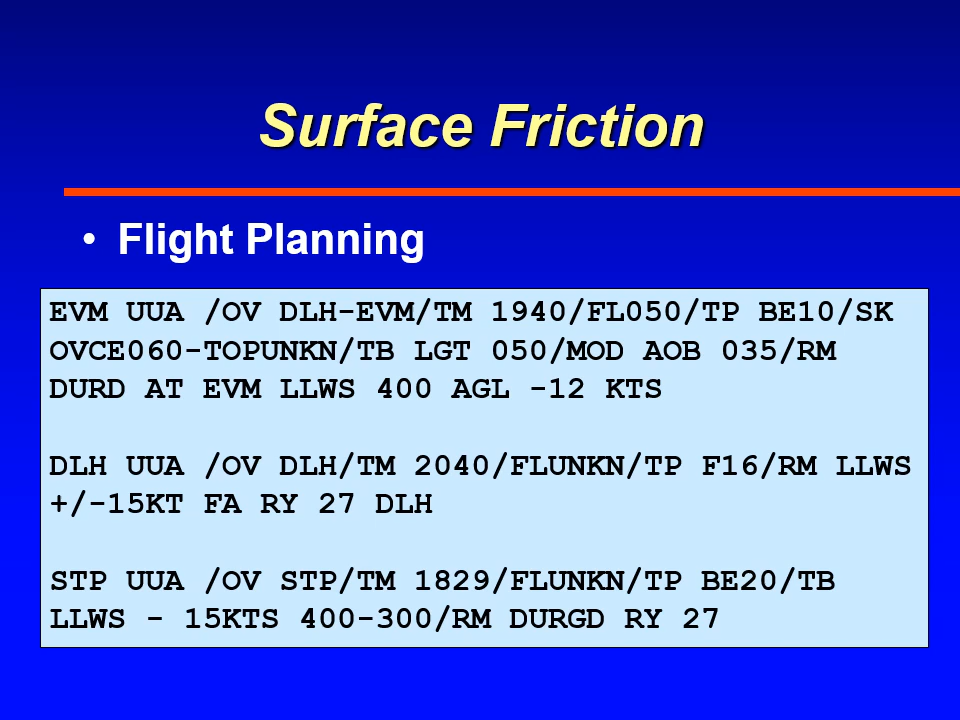 Surface Friction
• Flight Planning
EVM UUA /OV DLH-EVM/TM 1940/FL050/TP BE10/SK
OVCE060-TOPUNKN/TB LGT 050/MOD AOB 035/RM
DURD AT EVM LLWS 400 AGL -12 KTS
DLH UUA /OV DLH/TM 2040/FLUNKN/TP F16/RM LLWS
+/-15KT FA RY 27 DLH
STP UUA /OV STP/TM 1829/FLUNKN/TP BE20/TB
LLWS - 15KTS 400-300/RM DURGD RY 27